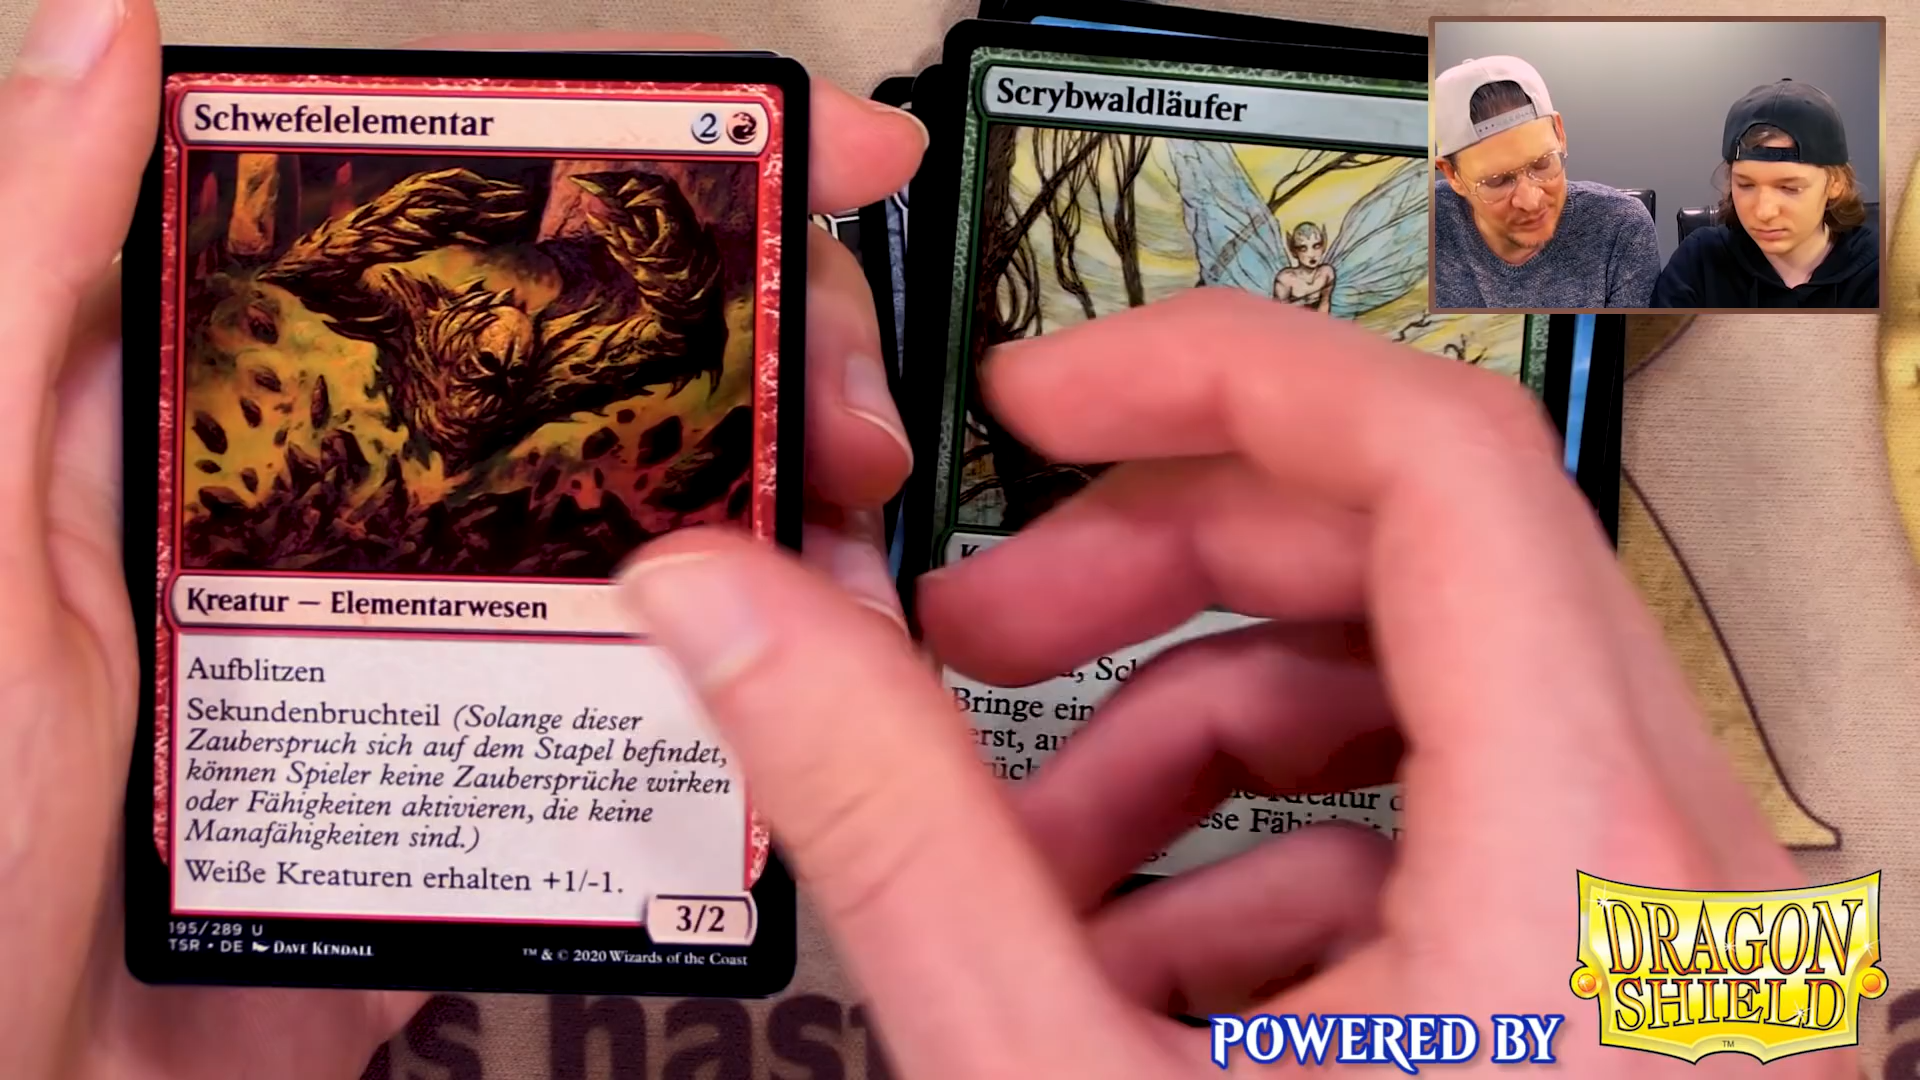 Schwefelelementar
2
Kreatur — Elementarwesen
Aufblitzen
Sekundenbruchteil (Solange dieser
Zauberspruch sich auf dem Stapel befindet,
können Spieler keine Zaubersprüche wirken
oder Fähigkeiten aktivieren, die keine
Manafähigkeiten sind.)
Weiße Kreaturen erhalten +1/-1.
3/2
195/289 U
TSR • DE DAVE KENDALL
™ & © 2020 Wizards of the Coast
Scrybwaldläufer
Bringe ein
POWERED BY
DRAGON
SHIELD
TM